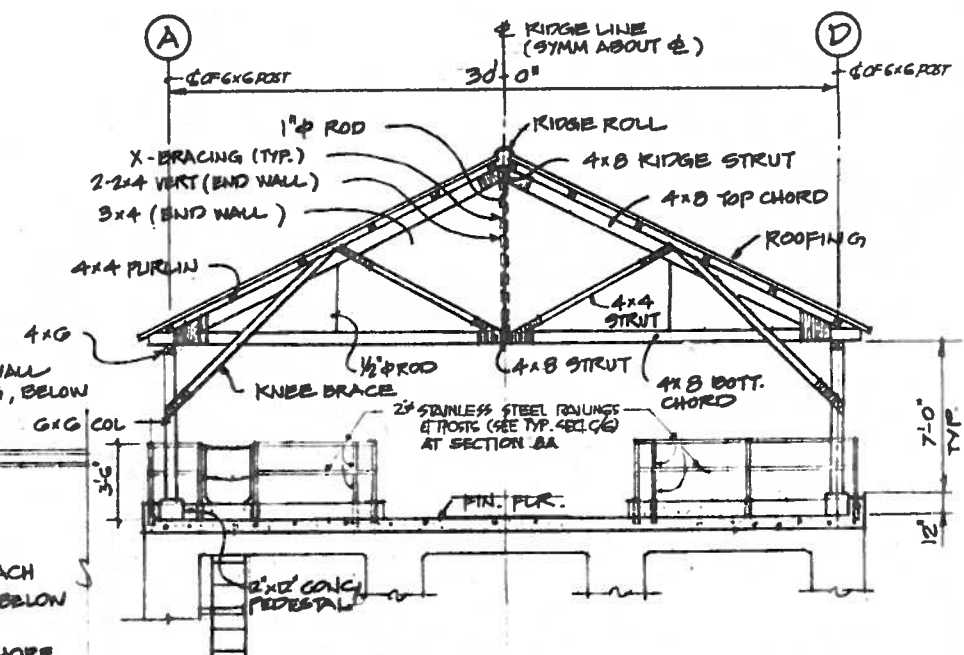 A
D
℄ RIDGE LINE
(SYMM ABOUT ℄)
℄ OF 6x6 POST
30'-0"
℄ OF 6x6 POST
1"ϕ ROD
RIDGE ROLL
X-BRACING (TYP.)
4x8 RIDGE STRUT
2-2x4 VERT (END WALL)
4x8 TOP CHORD
3x4 (END WALL)
ROOFING
4x4 PURLIN
4x4
STRUT
4x6
½"ϕ ROD
4x8 STRUT
4x8 BOTT.
CHORD
KNEE BRACE
, BELOW
6x6 COL
2"ϕ STAINLESS STEEL RAILINGS
& POSTS (SEE TYP. SEC. C/6)
AT SECTION 8A
7'-0"
TYP.
3'-6"
FIN. FLR.
12"
12" CONC.
PEDESTAL
BELOW